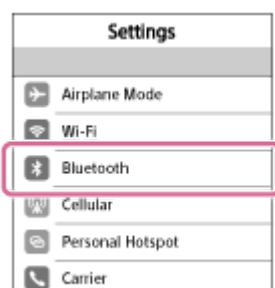 Settings
Airplane Mode
Wi-Fi
Bluetooth
Cellular
Personal Hotspot
Carrier